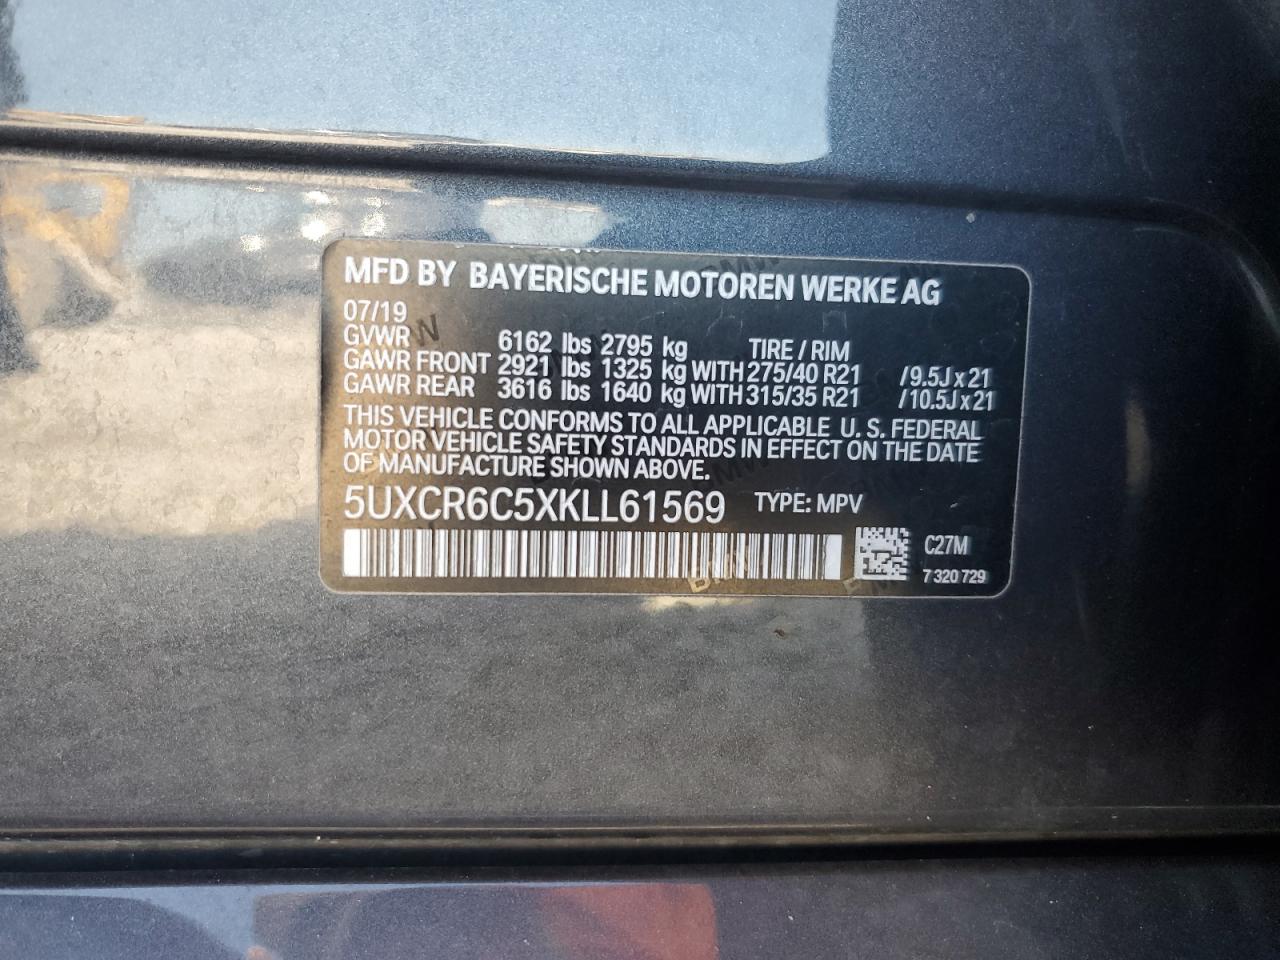 MFD BY BAYERISCHE MOTOREN WERKE AG
07/19
GVWR 6162 lbs 2795 kg TIRE / RIM
GAWR FRONT 2921 lbs 1325 kg WITH 275/40 R21 /9.5J x 21
GAWR REAR 3616 lbs 1640 kg WITH 315/35 R21 /10.5J x 21
THIS VEHICLE CONFORMS TO ALL APPLICABLE U. S. FEDERAL
MOTOR VEHICLE SAFETY STANDARDS IN EFFECT ON THE DATE
OF MANUFACTURE SHOWN ABOVE.
5UXCR6C5XKLL61569 TYPE: MPV
C27M
7 320 729